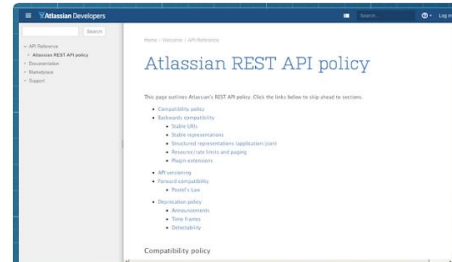 Atlassian Developers
Search...
Log in
Search
API Reference
Atlassian REST API policy
Documentation
Marketplace
Support
Home / Welcome / API Reference
Atlassian REST API policy
This page outlines Atlassian's REST API policy. Click the links below to skip ahead to sections.
Compatibility policy
Backwards compatibility
Stable URIs
Stable representations
Structured representations (application/json)
Resource/rate limits and paging
Plugin extensions
API versioning
Forward compatibility
Postel's Law
Deprecation policy
Announcements
Time frames
Detectability
Compatibility policy